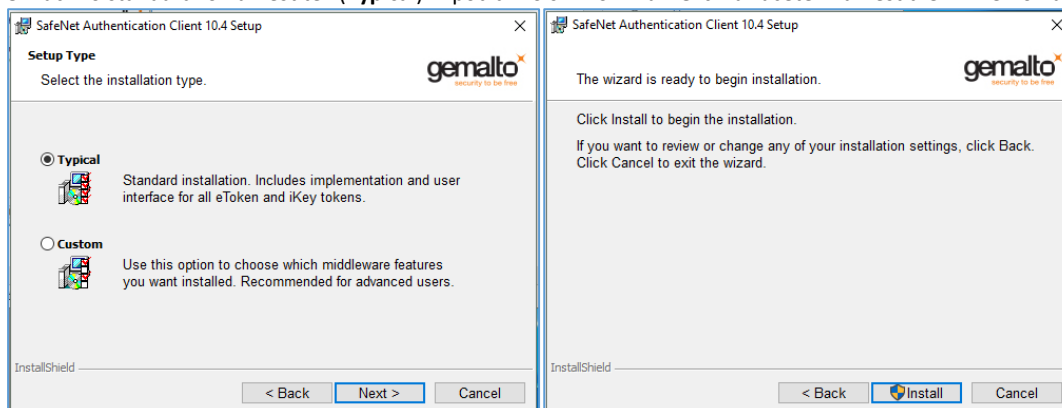 SafeNet Authentication Client 10.4 Setup
Setup Type
Select the installation type.
gemalto
security to be free
Typical
Standard installation. Includes implementation and user
interface for all eToken and iKey tokens.
Custom
Use this option to choose which middleware features
you want installed. Recommended for advanced users.
InstallShield
< Back
Next >
Cancel
SafeNet Authentication Client 10.4 Setup
The wizard is ready to begin installation.
gemalto
security to be free
Click Install to begin the installation.
If you want to review or change any of your installation settings, click Back.
Click Cancel to exit the wizard.
InstallShield
< Back
Install
Cancel